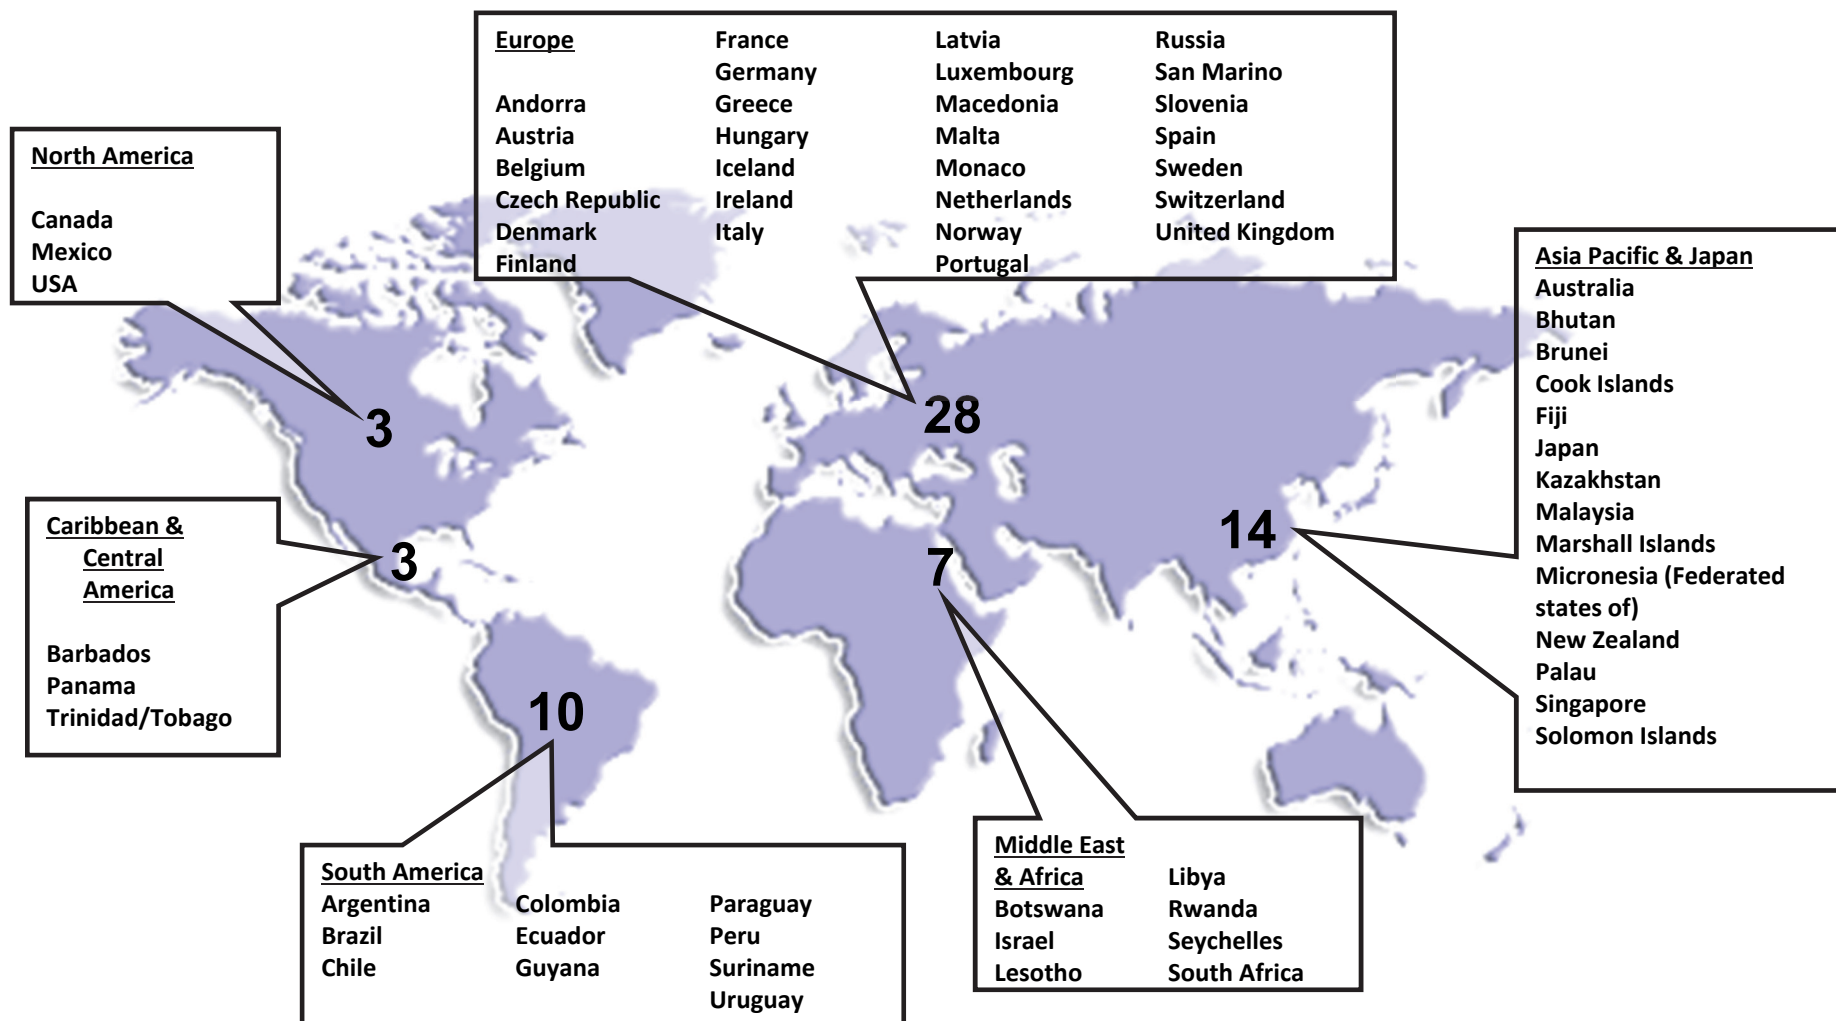 Europe
Andorra
Austria
Belgium
Czech Republic
Denmark
Finland
France
Germany
Greece
Hungary
Iceland
Ireland
Italy
Latvia
Luxembourg
Macedonia
Malta
Monaco
Netherlands
Norway
Portugal
Russia
San Marino
Slovenia
Spain
Sweden
Switzerland
United Kingdom
28
North America
Canada
Mexico
USA
3
Asia Pacific & Japan
Australia
Bhutan
Brunei
Cook Islands
Fiji
Japan
Kazakhstan
Malaysia
Marshall Islands
Micronesia (Federated
states of)
New Zealand
Palau
Singapore
Solomon Islands
14
Caribbean &
Central
America
Barbados
Panama
Trinidad/Tobago
3
7
10
South America
Argentina
Brazil
Chile
Colombia
Ecuador
Guyana
Paraguay
Peru
Suriname
Uruguay
Middle East
& Africa
Botswana
Israel
Lesotho
Libya
Rwanda
Seychelles
South Africa